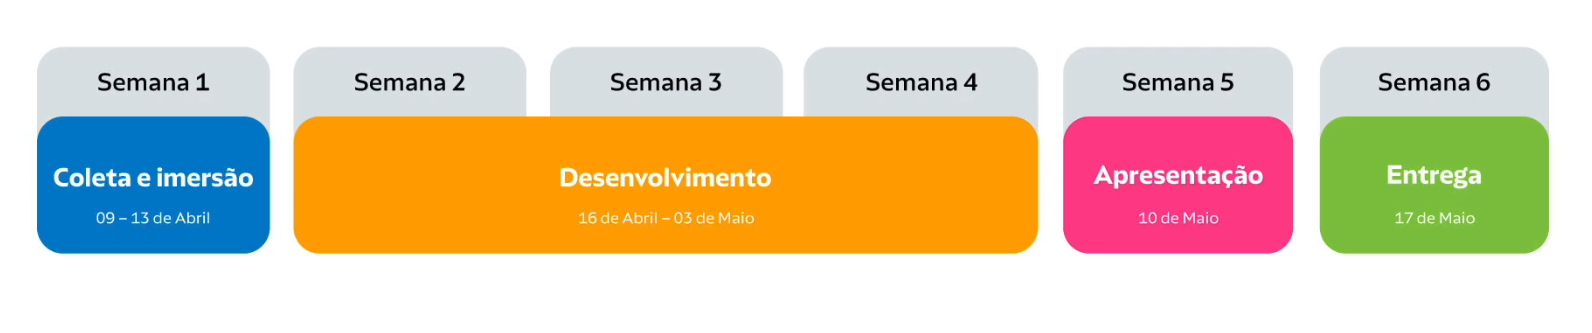 Semana 1
Semana 2
Semana 3
Semana 4
Semana 5
Semana 6
Coleta e imersão
09 – 13 de Abril
Desenvolvimento
16 de Abril – 03 de Maio
Apresentação
10 de Maio
Entrega
17 de Maio